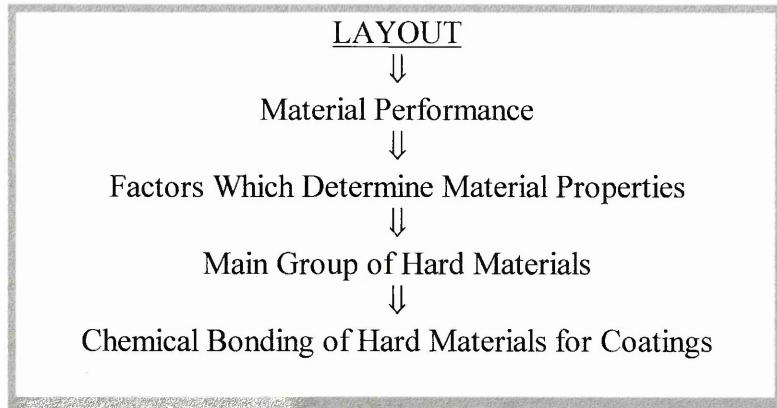 LAYOUT
⇓
Material Performance
⇓
Factors Which Determine Material Properties
⇓
Main Group of Hard Materials
⇓
Chemical Bonding of Hard Materials for Coatings